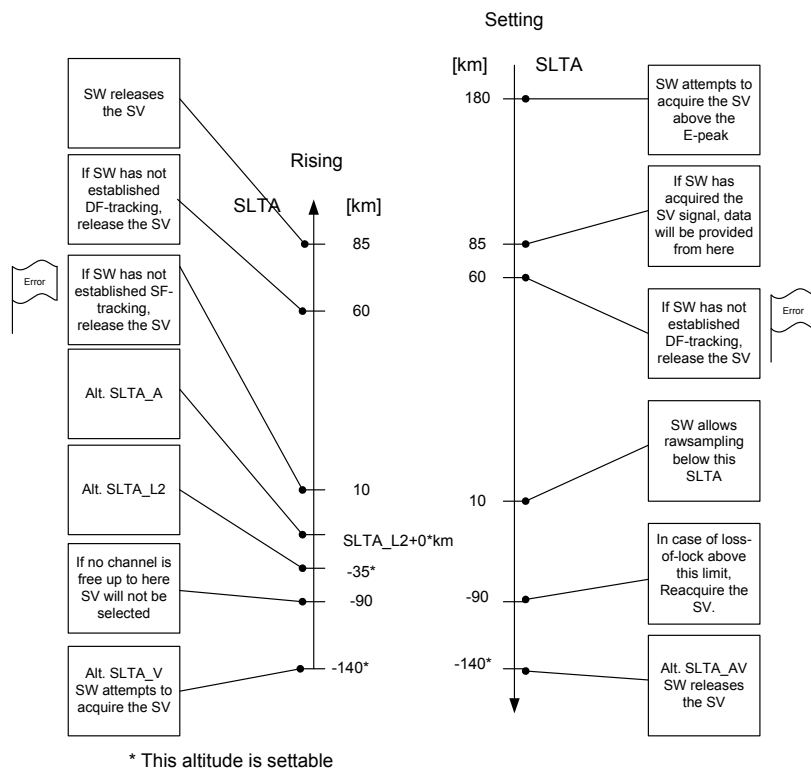 Setting
[km]
SLTA
180
85
60
10
-90
-140*
SW attempts to
acquire the SV
above the
E-peak
If SW has
acquired the
SV signal, data
will be provided
from here
If SW has not
established
DF-tracking,
release the SV
Error
SW allows
rawsampling
below this
SLTA
In case of loss-
of-lock above
this limit,
Reacquire the
SV.
Alt. SLTA_AV
SW releases
the SV
Rising
SLTA
[km]
85
60
10
SLTA_L2+0*km
-35*
-90
-140*
SW releases
the SV
If SW has not
established
DF-tracking,
release the SV
Error
If SW has not
established SF-
tracking,
release the SV
Alt. SLTA_A
Alt. SLTA_L2
If no channel is
free up to here
SV will not be
selected
Alt. SLTA_V
SW attempts to
acquire the SV
* This altitude is settable